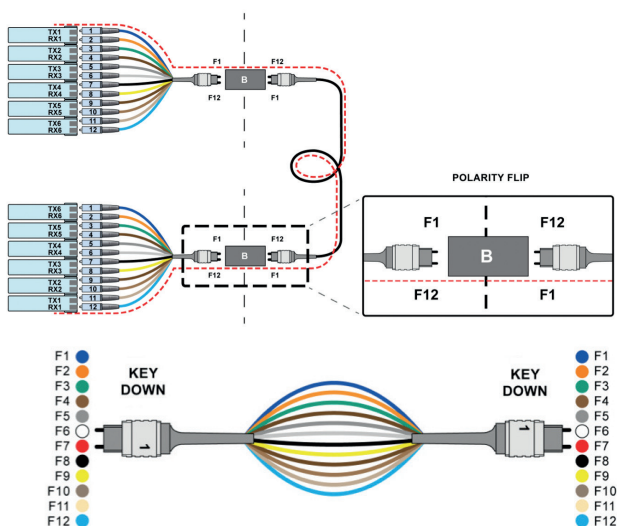 TX1 1
RX1 2
TX2 3
RX2 4
TX3 5
RX3 6
TX4 7
RX4 8
TX5 9
RX5 10
TX6 11
RX6 12
F1 B F12
F12 F1
TX6 1
RX6 2
TX5 3
RX5 4
TX4 5
RX4 6
TX3 7
RX3 8
TX2 9
RX2 10
TX1 11
RX1 12
F1 B F12
F12 F1
POLARITY FLIP
F1 F12
B
F12 F1
F1
F2
F3
F4
F5
F6
F7
F8
F9
F10
F11
F12
KEY
DOWN
1
KEY
DOWN
1
F1
F2
F3
F4
F5
F6
F7
F8
F9
F10
F11
F12